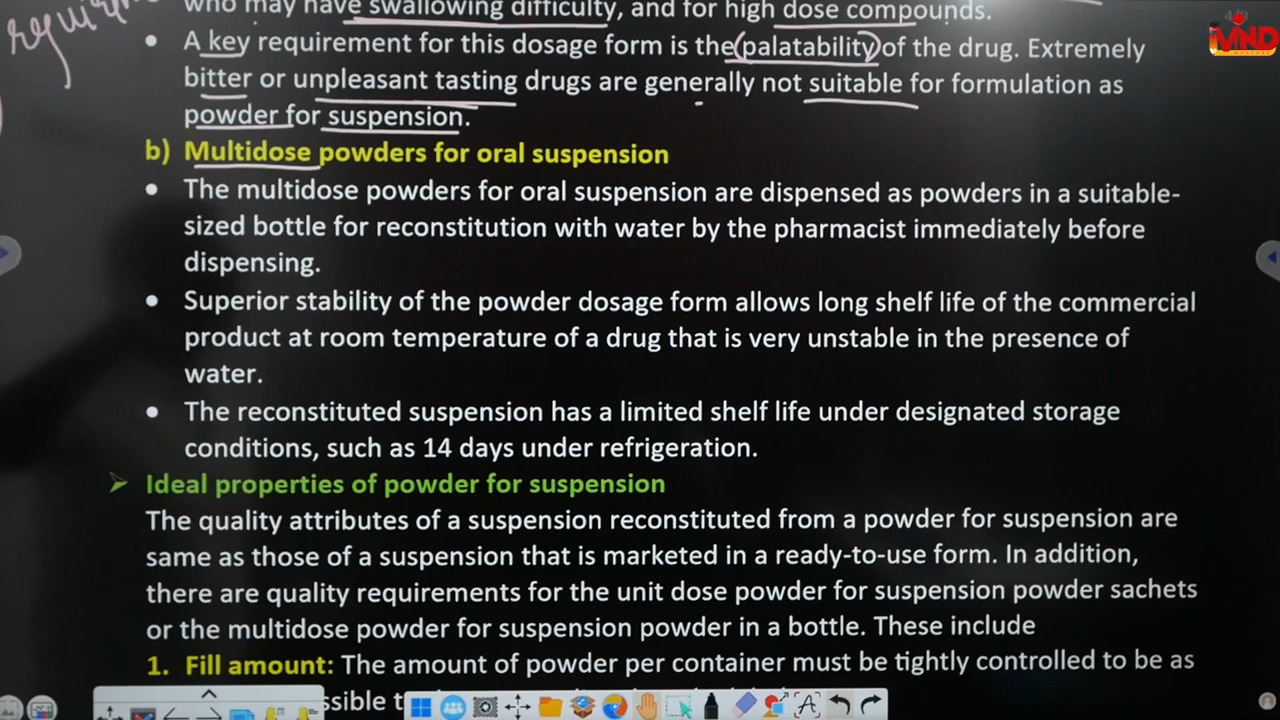 requir
who may have swallowing difficulty, and for high dose compounds.
• A key requirement for this dosage form is the (palatability) of the drug. Extremely
bitter or unpleasant tasting drugs are generally not suitable for formulation as
powder for suspension.
b) Multidose powders for oral suspension
• The multidose powders for oral suspension are dispensed as powders in a suitable-
sized bottle for reconstitution with water by the pharmacist immediately before
dispensing.
• Superior stability of the powder dosage form allows long shelf life of the commercial
product at room temperature of a drug that is very unstable in the presence of
water.
• The reconstituted suspension has a limited shelf life under designated storage
conditions, such as 14 days under refrigeration.
➢ Ideal properties of powder for suspension
The quality attributes of a suspension reconstituted from a powder for suspension are
same as those of a suspension that is marketed in a ready-to-use form. In addition,
there are quality requirements for the unit dose powder for suspension powder sachets
or the multidose powder for suspension powder in a bottle. These include
1. Fill amount: The amount of powder per container must be tightly controlled to be as
ssible t